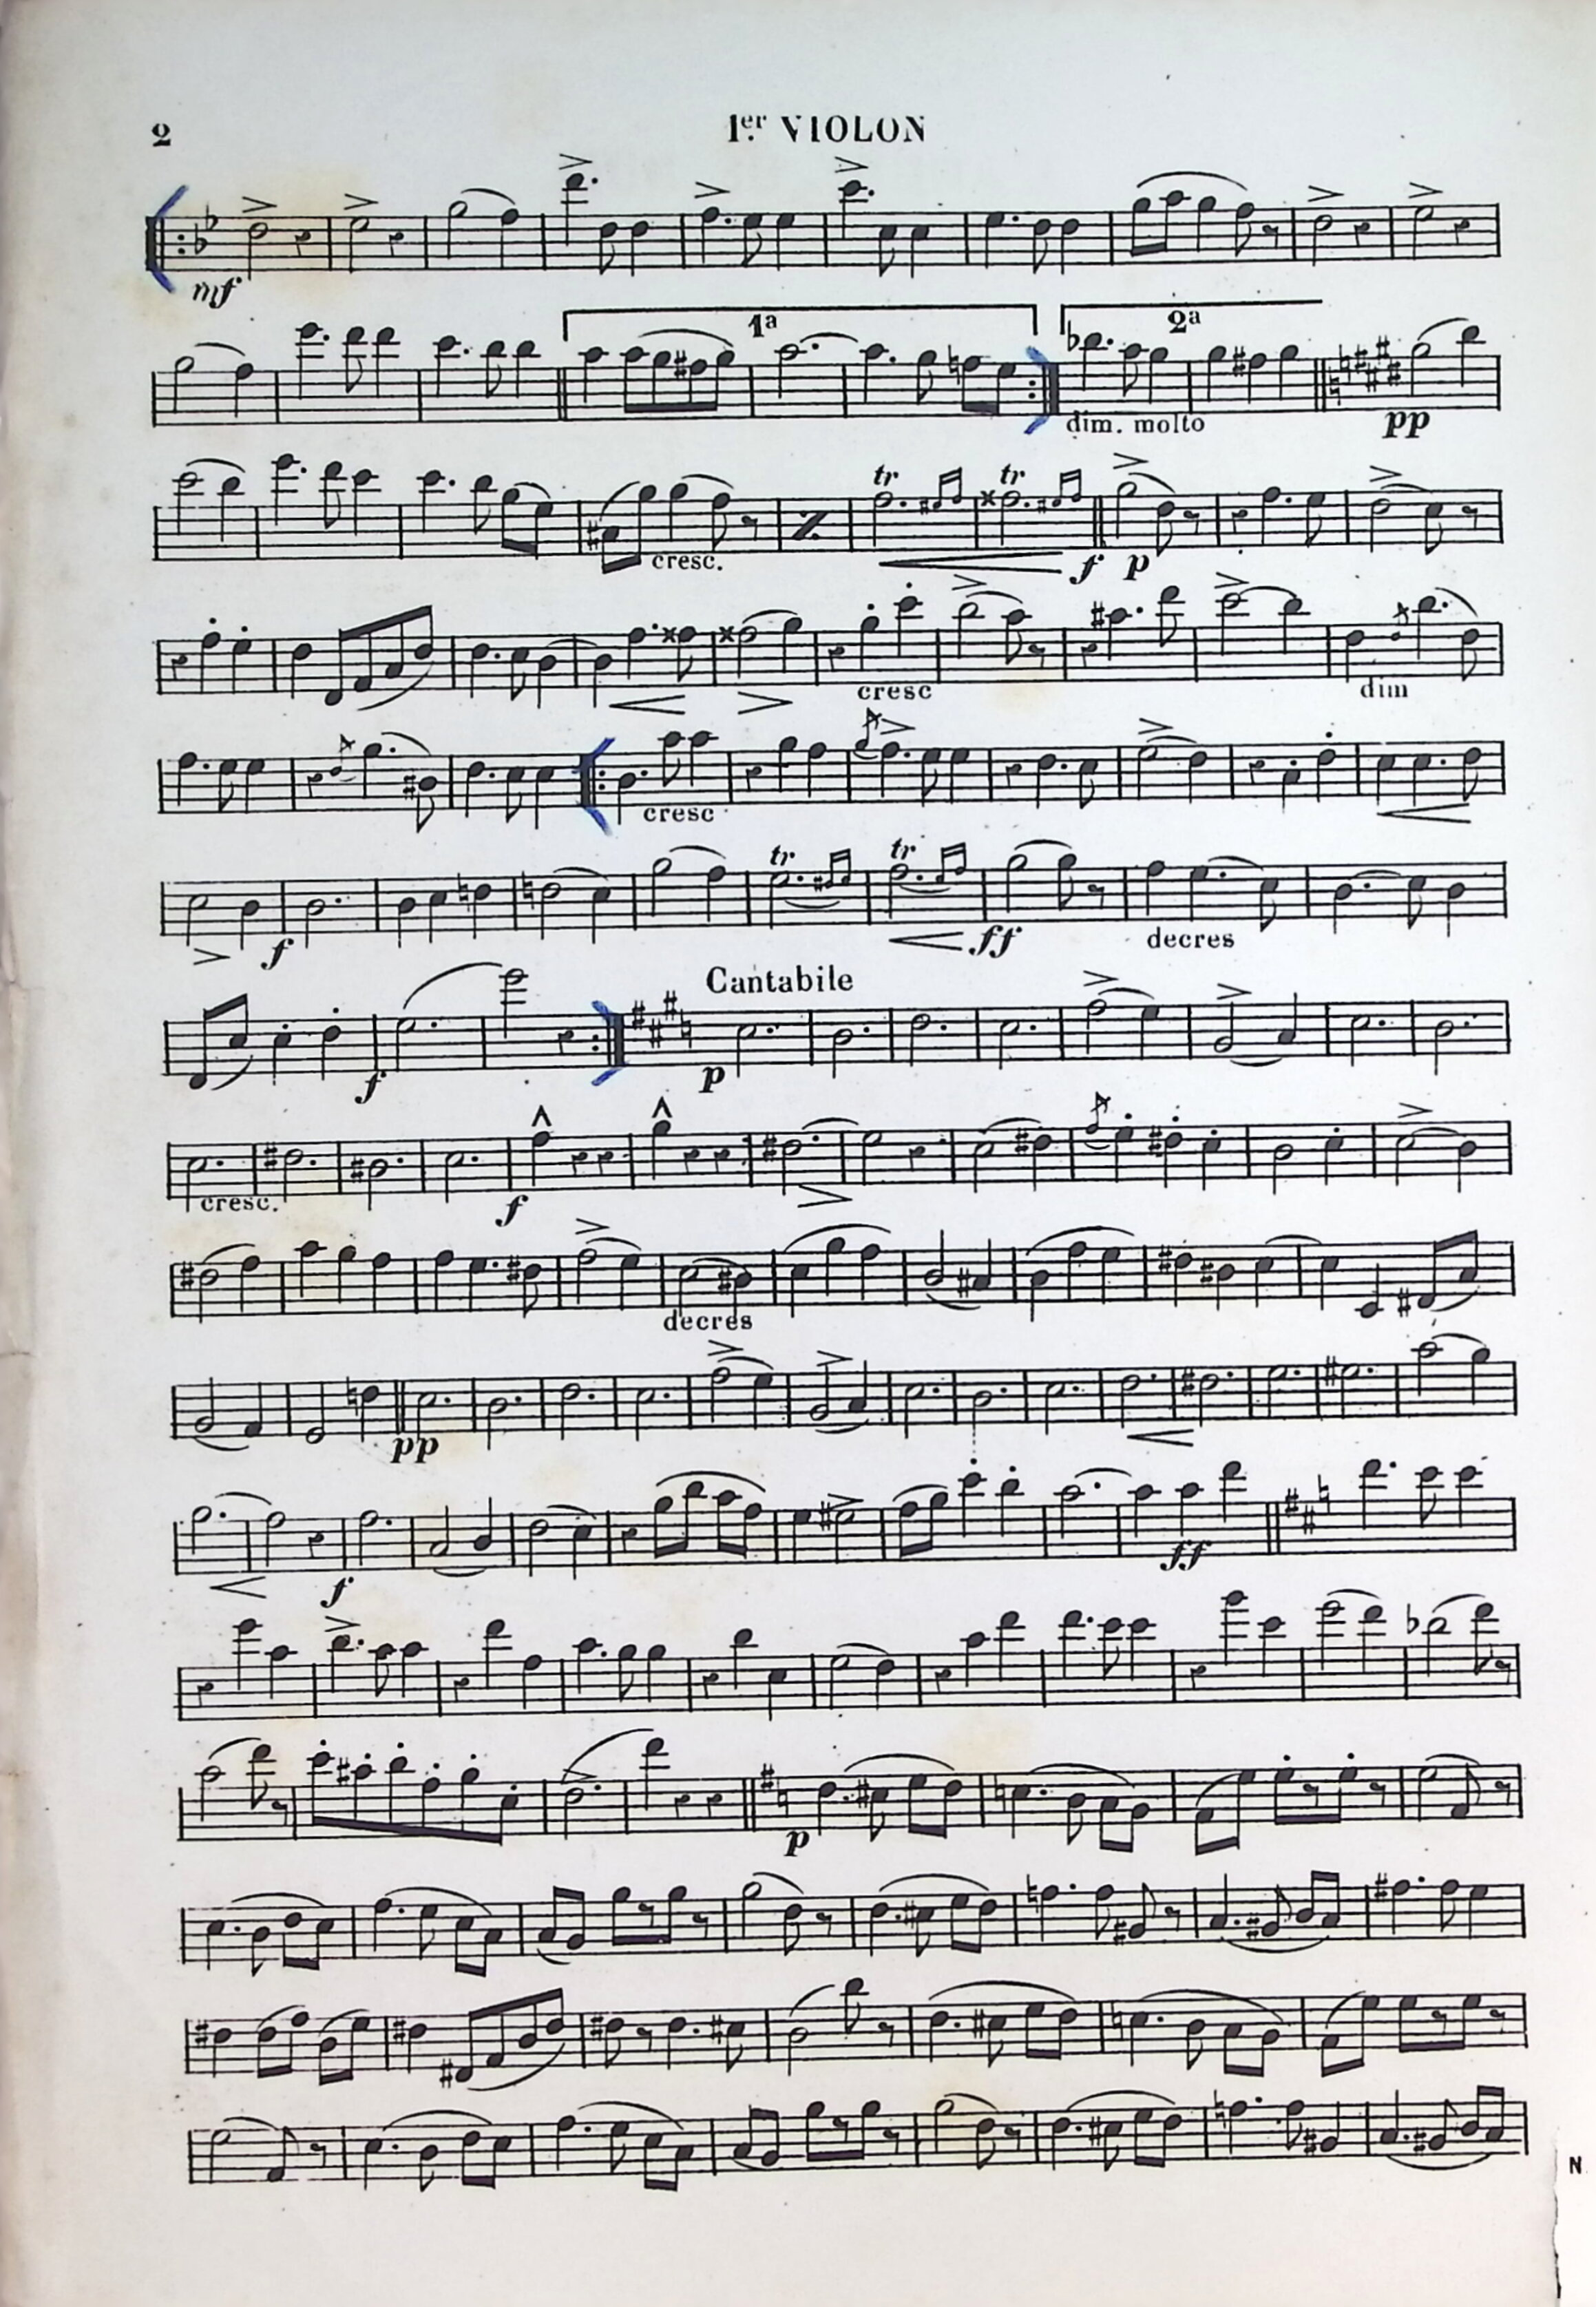 2
1er VIOLON
mf
1a 2a
dim. molto pp
tr tr
cresc. f p
cresc dim
cresc
tr tr
f ff decres
Cantabile
f p
cresc. f
decres
pp
f ff
p
N